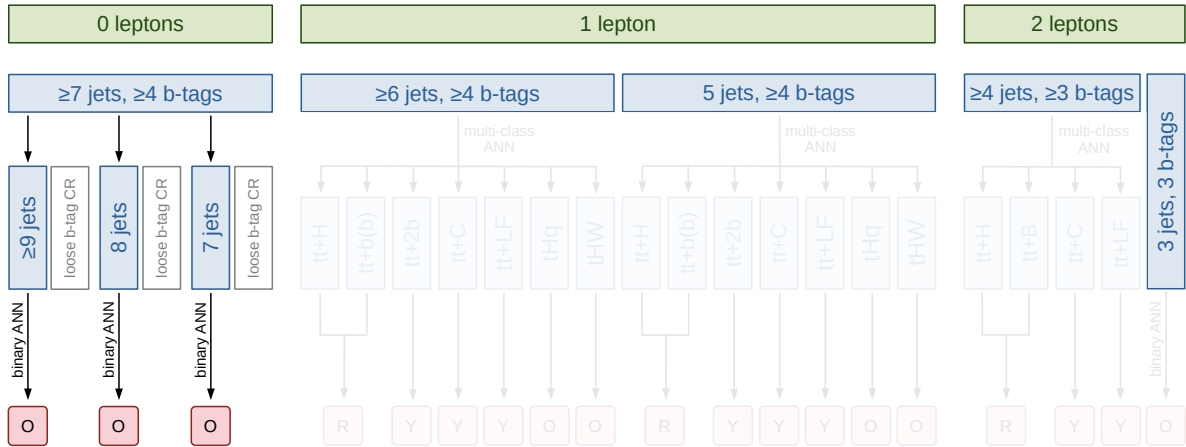 0 leptons
1 lepton
2 leptons
≥7 jets, ≥4 b-tags
≥6 jets, ≥4 b-tags
5 jets, ≥4 b-tags
≥4 jets, ≥3 b-tags
3 jets, 3 b-tags
multi-class
ANN
multi-class
ANN
multi-class
ANN
≥9 jets
loose b-tag CR
8 jets
loose b-tag CR
7 jets
loose b-tag CR
tt+H
tt+b(b)
tt+2b
tt+C
tt+LF
tHq
tHW
tt+H
tt+b(b)
tt+2b
tt+C
tt+LF
tHq
tHW
tt+H
tt+B
tt+C
tt+LF
binary ANN
binary ANN
binary ANN
binary ANN
O
O
O
R
Y
Y
Y
O
O
R
Y
Y
Y
O
O
R
Y
Y
O